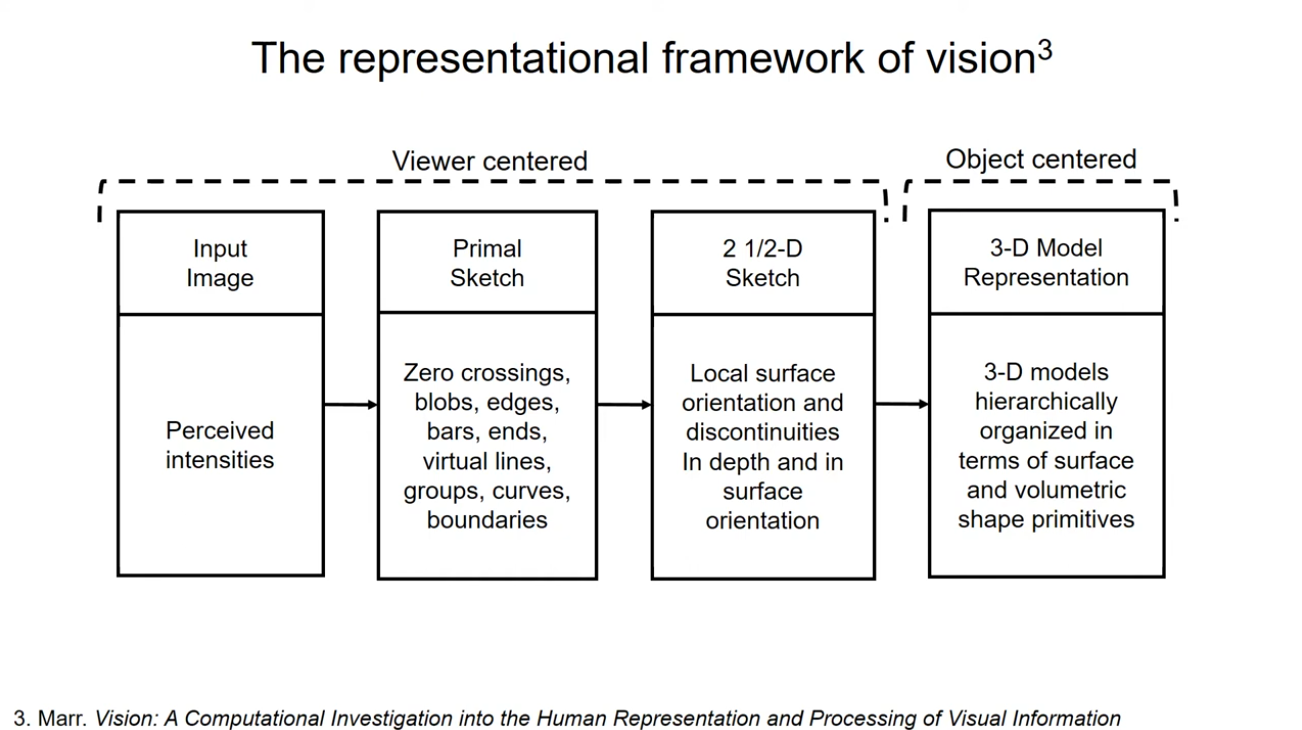 The representational framework of vision3
Viewer centered
Object centered
Input
Image
Perceived
intensities
Primal
Sketch
Zero crossings,
blobs, edges,
bars, ends,
virtual lines,
groups, curves,
boundaries
2 1/2-D
Sketch
Local surface
orientation and
discontinuities
In depth and in
surface
orientation
3-D Model
Representation
3-D models
hierarchically
organized in
terms of surface
and volumetric
shape primitives
3. Marr. Vision: A Computational Investigation into the Human Representation and Processing of Visual Information